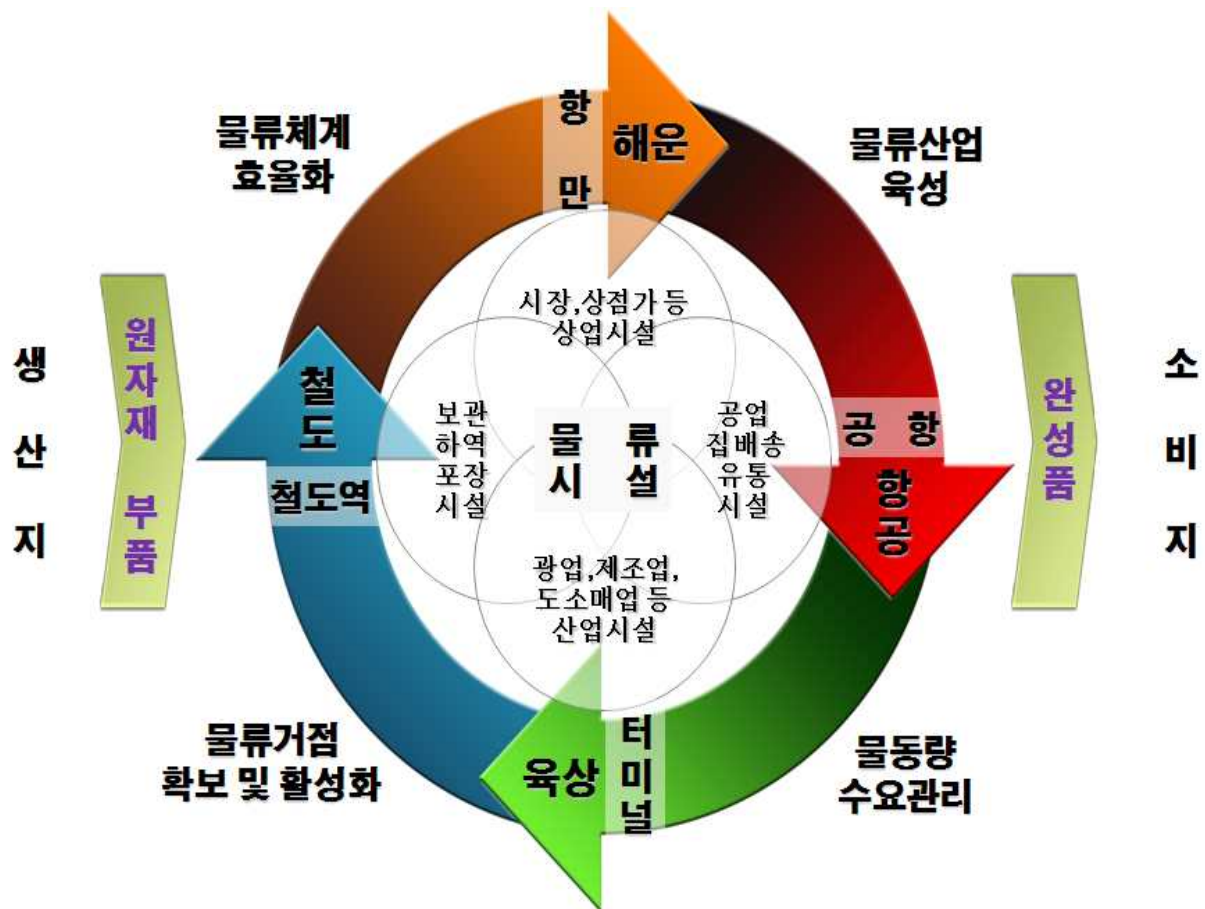 항만
해운
물류체계
효율화
물류산업
육성
시장,상점가 등
상업시설
생산지
원자재 부품
철도
철도역
보관
하역
포장
시설
물 류
시 설
공업
집배송
유통
시설
공 항
항공
완성품
소비지
광업,제조업,
도소매업 등
산업시설
물류거점
확보 및 활성화
육상
터미널
물동량
수요관리